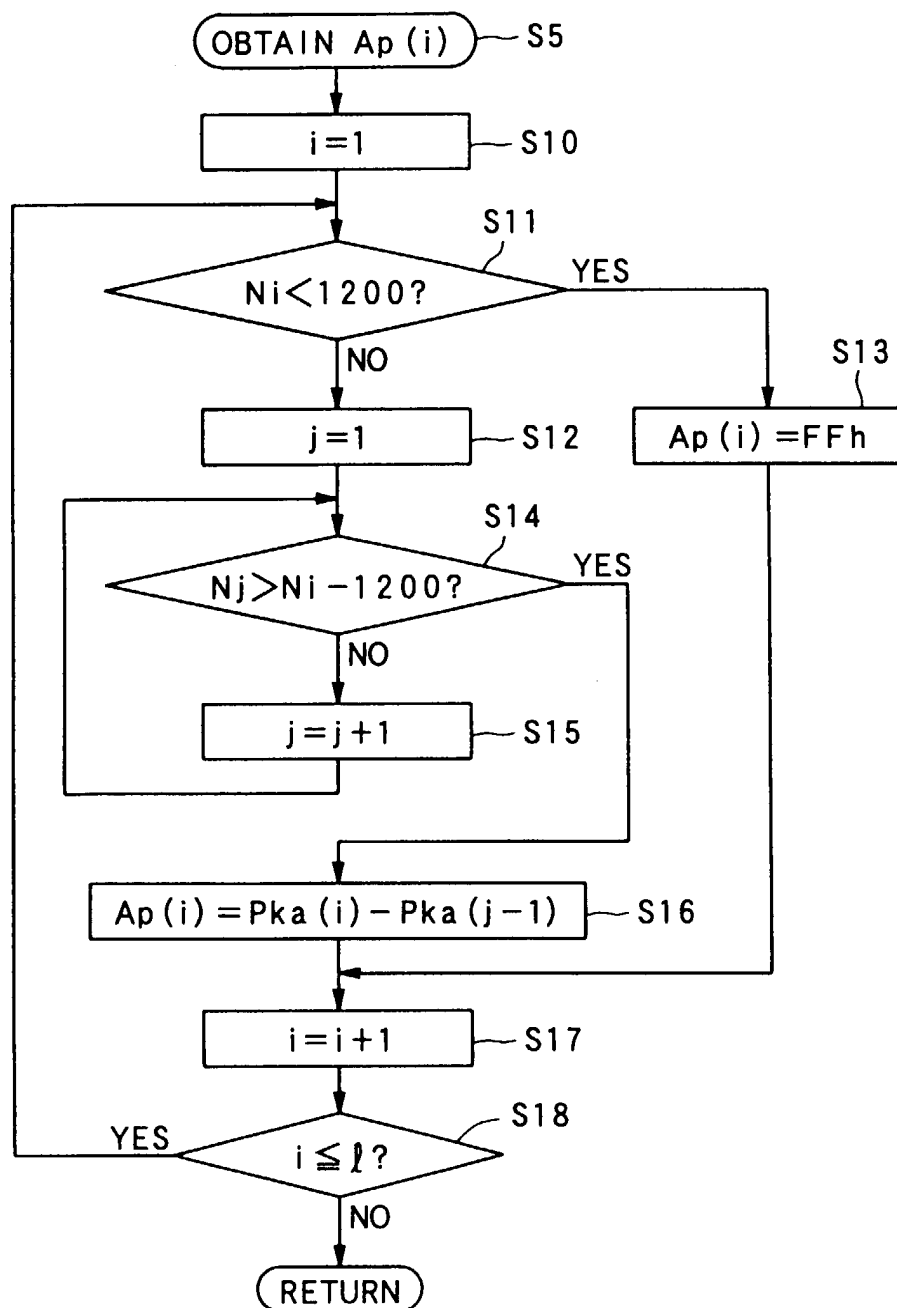 OBTAIN Ap(i) S5
i=1 S10
S11
Ni<1200? YES
NO
S13
j=1 S12
Ap(i)=FFh
S14
Nj>Ni-1200? YES
NO
j=j+1 S15
Ap(i)=Pka(i)-Pka(j-1) S16
i=i+1 S17
S18
YES i≦ℓ?
NO
RETURN